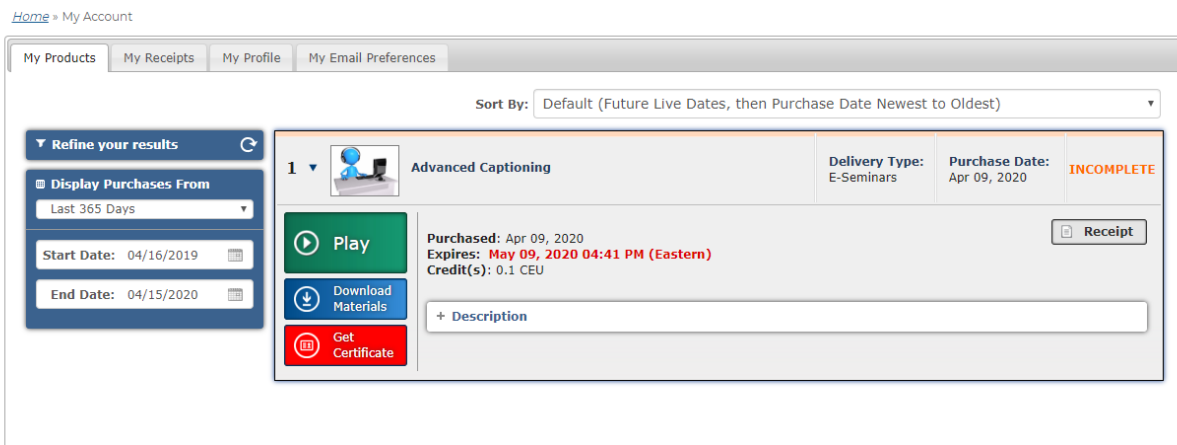 Home » My Account
My Products My Receipts My Profile My Email Preferences
Sort By: Default (Future Live Dates, then Purchase Date Newest to Oldest)
Refine your results
Display Purchases From
Last 365 Days
Start Date: 04/16/2019
End Date: 04/15/2020
1 Advanced Captioning
Delivery Type:
E-Seminars
Purchase Date:
Apr 09, 2020
INCOMPLETE
Play
Download
Materials
Get
Certificate
Purchased: Apr 09, 2020
Expires: May 09, 2020 04:41 PM (Eastern)
Credit(s): 0.1 CEU
Receipt
+ Description